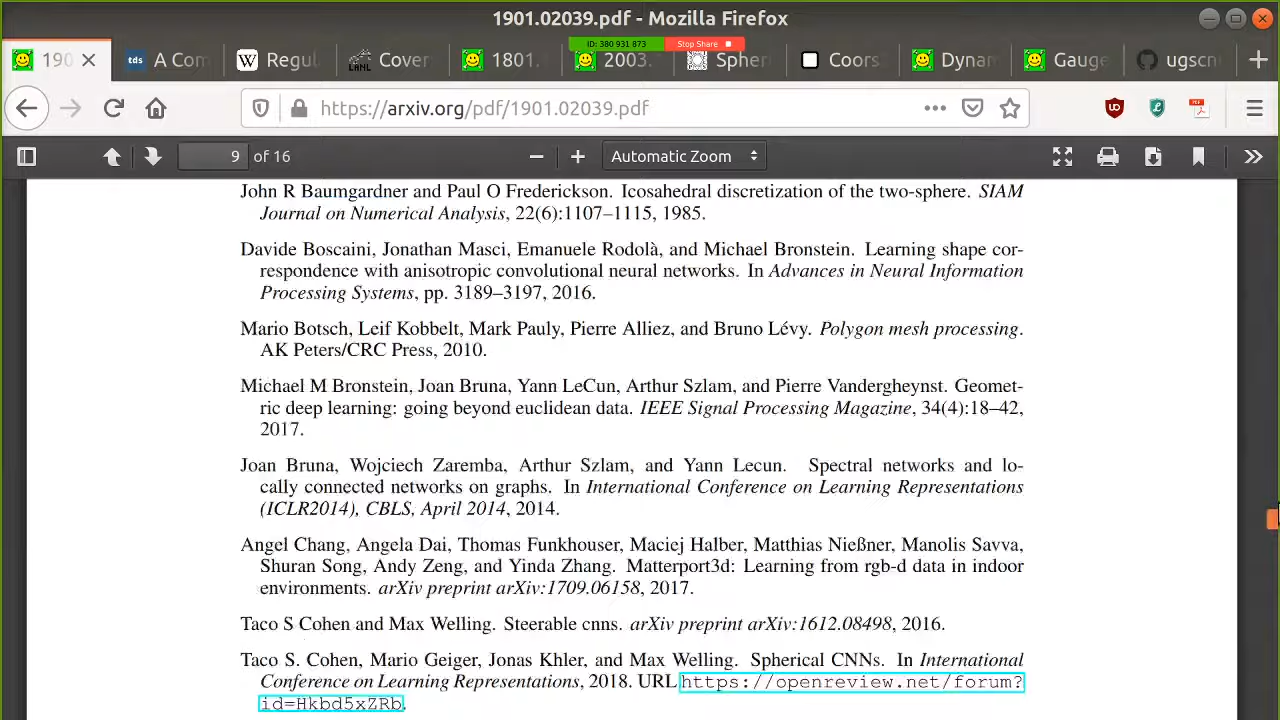 1901.02039.pdf - Mozilla Firefox
ID: 380 931 873
Stop Share
190
tds
A Com
W
Regul
LANL
Cover
1801.
2003.
Spher
Coors
Dynam
Gauge
ugscn
https://arxiv.org/pdf/1901.02039.pdf
9 of 16
Automatic Zoom
John R Baumgardner and Paul O Frederickson. Icosahedral discretization of the two-sphere. SIAM
Journal on Numerical Analysis, 22(6):1107–1115, 1985.
Davide Boscaini, Jonathan Masci, Emanuele Rodolà, and Michael Bronstein. Learning shape cor-
respondence with anisotropic convolutional neural networks. In Advances in Neural Information
Processing Systems, pp. 3189–3197, 2016.
Mario Botsch, Leif Kobbelt, Mark Pauly, Pierre Alliez, and Bruno Lévy. Polygon mesh processing.
AK Peters/CRC Press, 2010.
Michael M Bronstein, Joan Bruna, Yann LeCun, Arthur Szlam, and Pierre Vandergheynst. Geomet-
ric deep learning: going beyond euclidean data. IEEE Signal Processing Magazine, 34(4):18–42,
2017.
Joan Bruna, Wojciech Zaremba, Arthur Szlam, and Yann Lecun. Spectral networks and lo-
cally connected networks on graphs. In International Conference on Learning Representations
(ICLR2014), CBLS, April 2014, 2014.
Angel Chang, Angela Dai, Thomas Funkhouser, Maciej Halber, Matthias Nießner, Manolis Savva,
Shuran Song, Andy Zeng, and Yinda Zhang. Matterport3d: Learning from rgb-d data in indoor
environments. arXiv preprint arXiv:1709.06158, 2017.
Taco S Cohen and Max Welling. Steerable cnns. arXiv preprint arXiv:1612.08498, 2016.
Taco S. Cohen, Mario Geiger, Jonas Khler, and Max Welling. Spherical CNNs. In International
Conference on Learning Representations, 2018. URL https://openreview.net/forum?
id=Hkbd5xZRb.